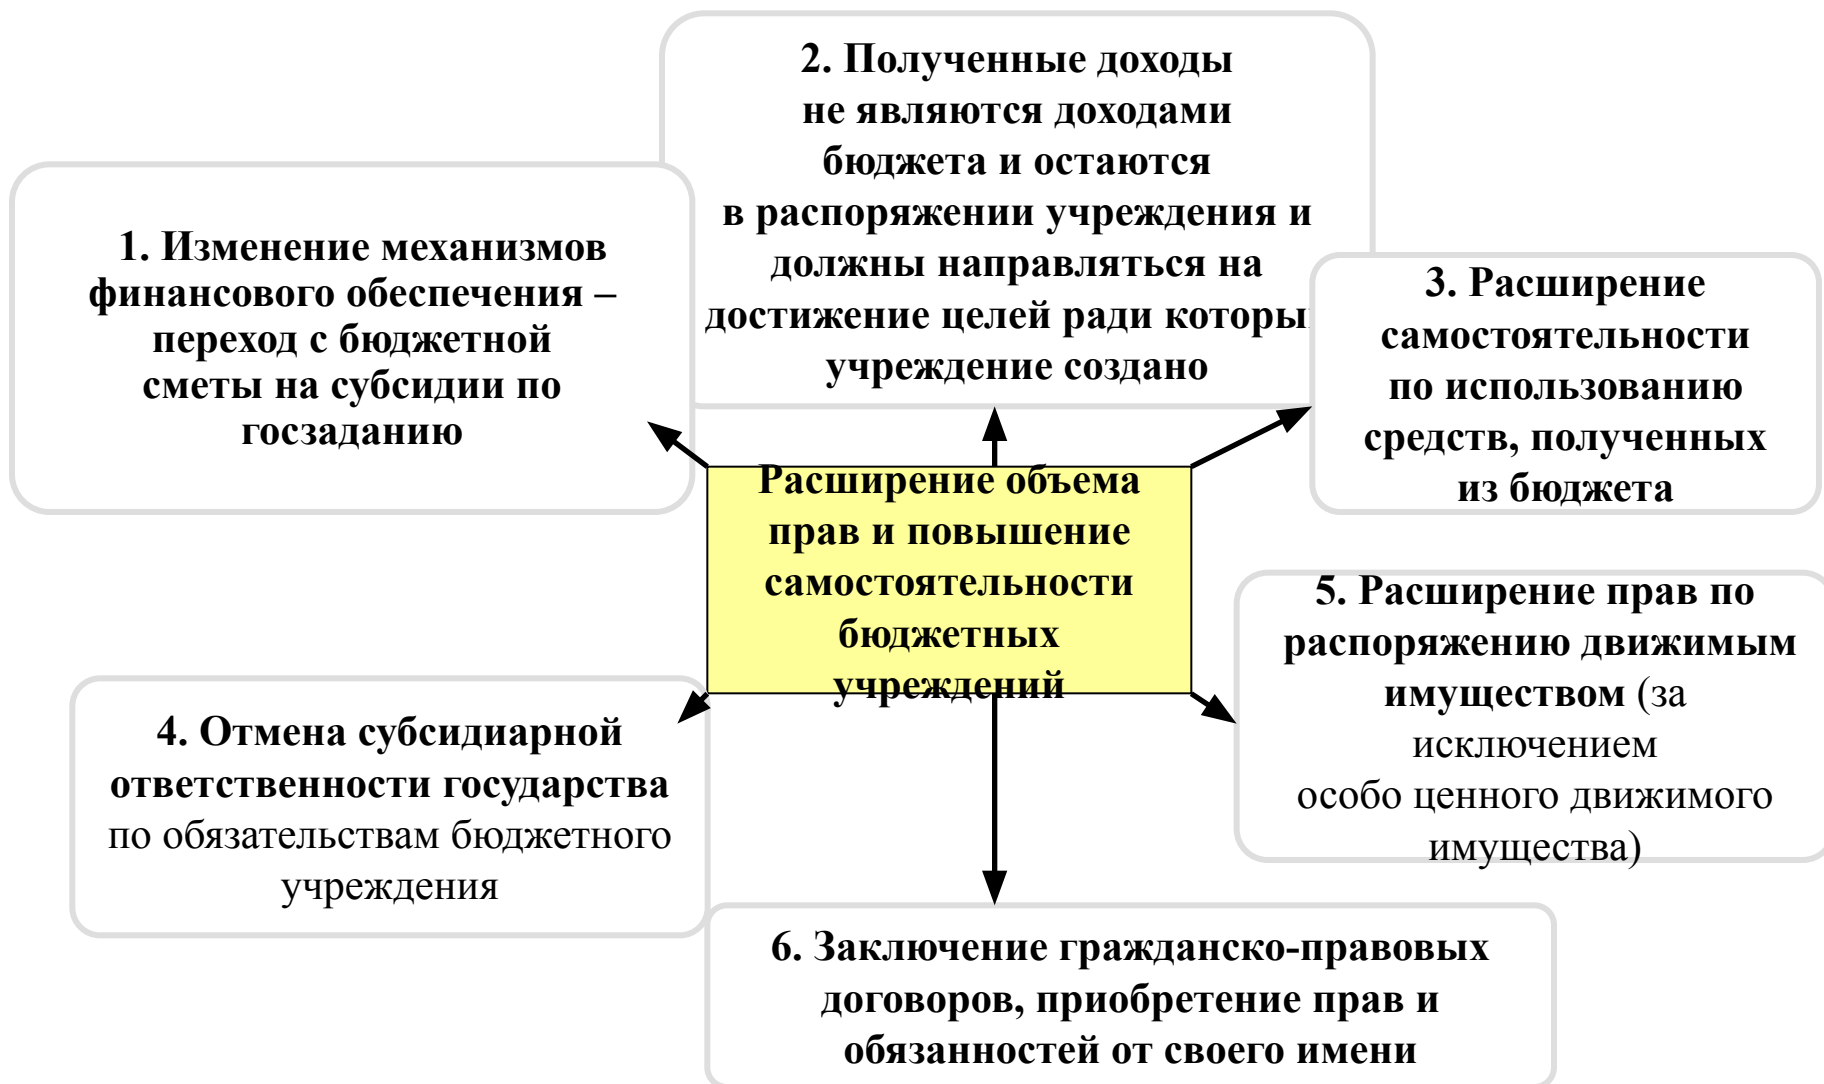 2. Полученные доходы
не являются доходами
бюджета и остаются
в распоряжении учреждения и
должны направляться на
достижение целей ради которы
учреждение создано
1. Изменение механизмов
финансового обеспечения –
переход с бюджетной
сметы на субсидии по
госзаданию
3. Расширение
самостоятельности
по использованию
средств, полученных
из бюджета
Расширение объема
прав и повышение
самостоятельности
бюджетных
учреждений
4. Отмена субсидиарной
ответственности государства
по обязательствам бюджетного
учреждения
5. Расширение прав по
распоряжению движимым
имуществом (за
исключением
особо ценного движимого
имущества)
6. Заключение гражданско-правовых
договоров, приобретение прав и
обязанностей от своего имени